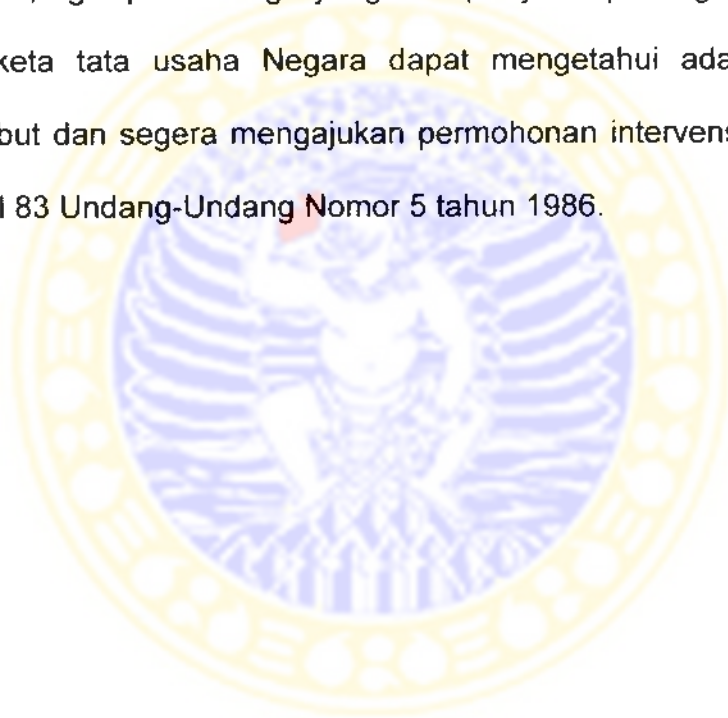 keta tata usaha Negara dapat mengetahui ada
but dan segera mengajukan permohonan intervens
83 Undang-Undang Nomor 5 tahun 1986.